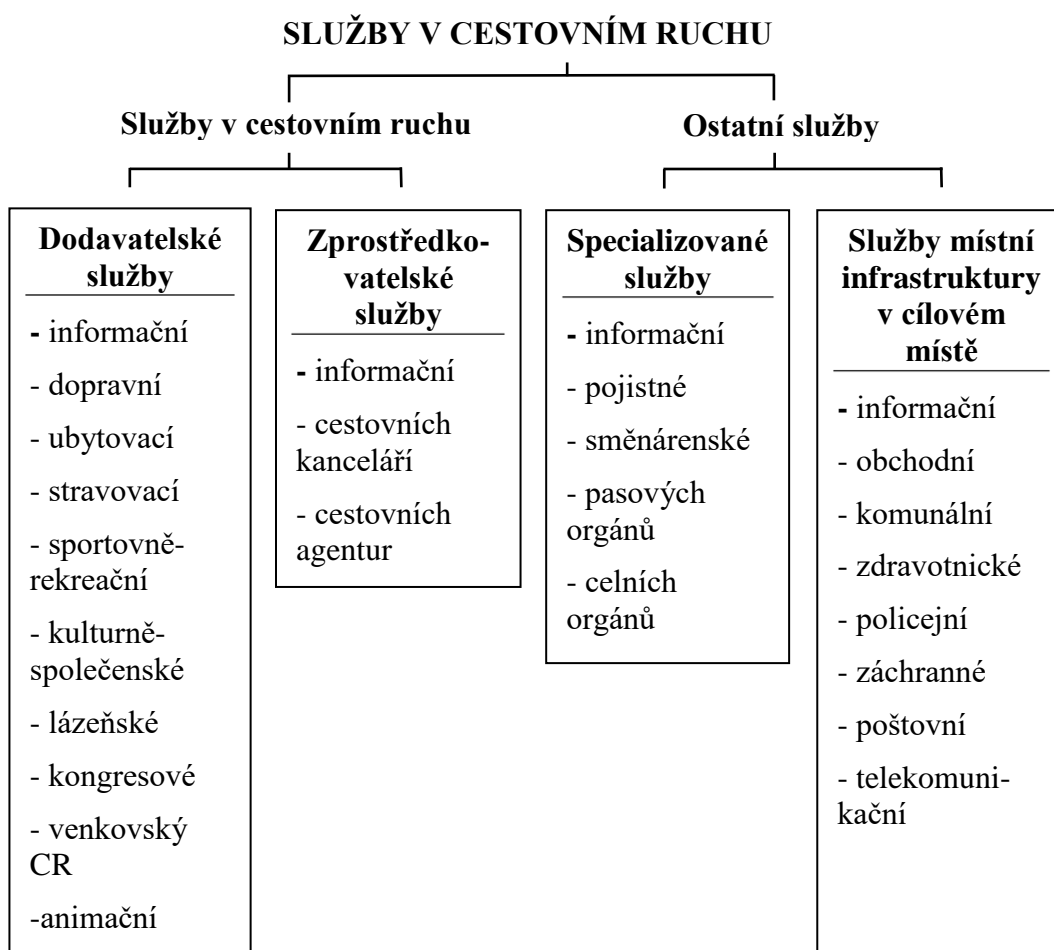 SLUŽBY V CESTOVNÍM RUCHU
Služby v cestovním ruchu
Ostatní služby
Dodavatelské
služby
- informační
- dopravní
- ubytovací
- stravovací
- sportovně-
rekreační
- kulturně-
společenské
- lázeňské
- kongresové
- venkovský
CR
-animační
Zprostředko-
vatelské
služby
- informační
- cestovních
kanceláří
- cestovních
agentur
Specializované
služby
- informační
- pojistné
- směnárenské
- pasových
orgánů
- celních
orgánů
Služby místní
infrastruktury
v cílovém
místě
- informační
- obchodní
- komunální
- zdravotnické
- policejní
- záchranné
- poštovní
- telekomuni-
kační